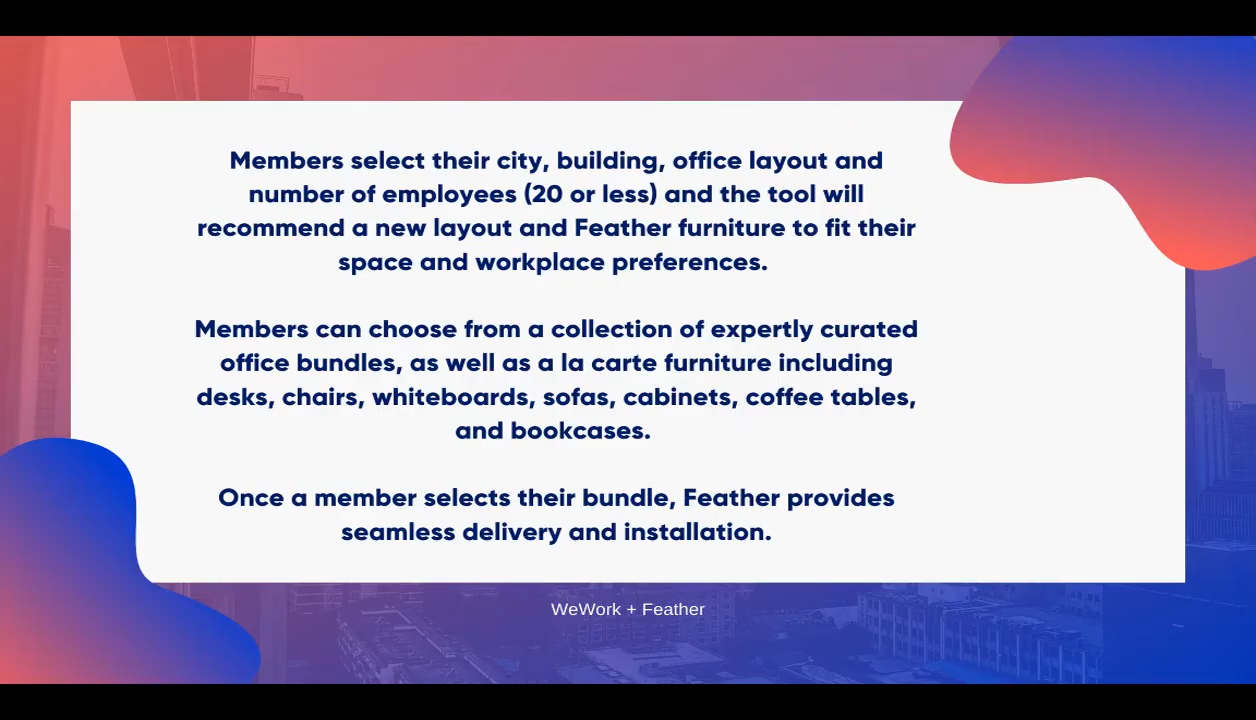 Members select their city, building, office layout and
number of employees (20 or less) and the tool will
recommend a new layout and Feather furniture to fit their
space and workplace preferences.
Members can choose from a collection of expertly curated
office bundles, as well as a la carte furniture including
desks, chairs, whiteboards, sofas, cabinets, coffee tables,
and bookcases.
Once a member selects their bundle, Feather provides
seamless delivery and installation.
WeWork + Feather